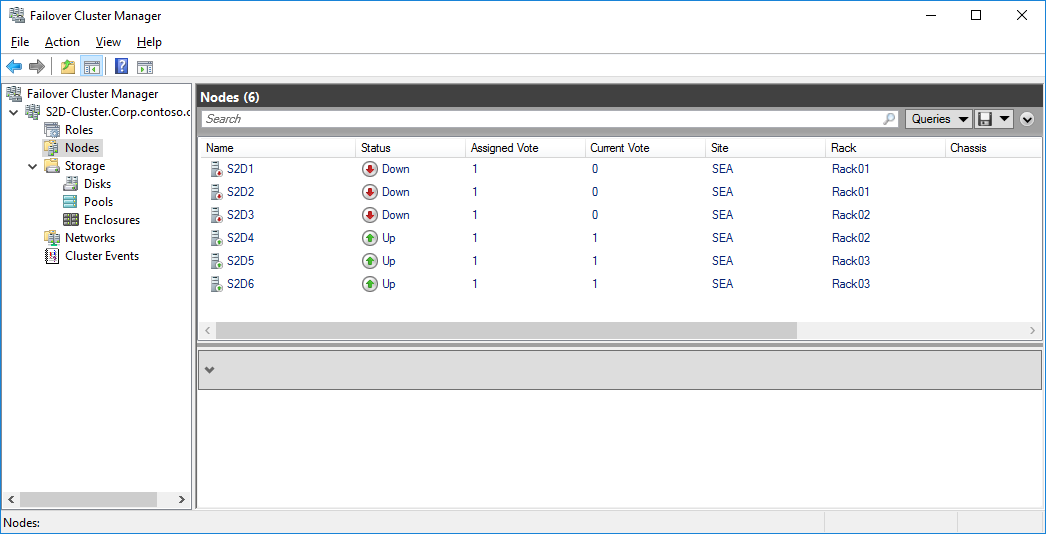 Failover Cluster Manager
File Action View Help
Failover Cluster Manager
S2D-Cluster.Corp.contoso.c
Roles
Nodes
Storage
Disks
Pools
Enclosures
Networks
Cluster Events
Nodes (6)
Search Queries
Name Status Assigned Vote Current Vote Site Rack Chassis
S2D1 Down 1 0 SEA Rack01
S2D2 Down 1 0 SEA Rack01
S2D3 Down 1 0 SEA Rack02
S2D4 Up 1 1 SEA Rack02
S2D5 Up 1 1 SEA Rack03
S2D6 Up 1 1 SEA Rack03
Nodes: